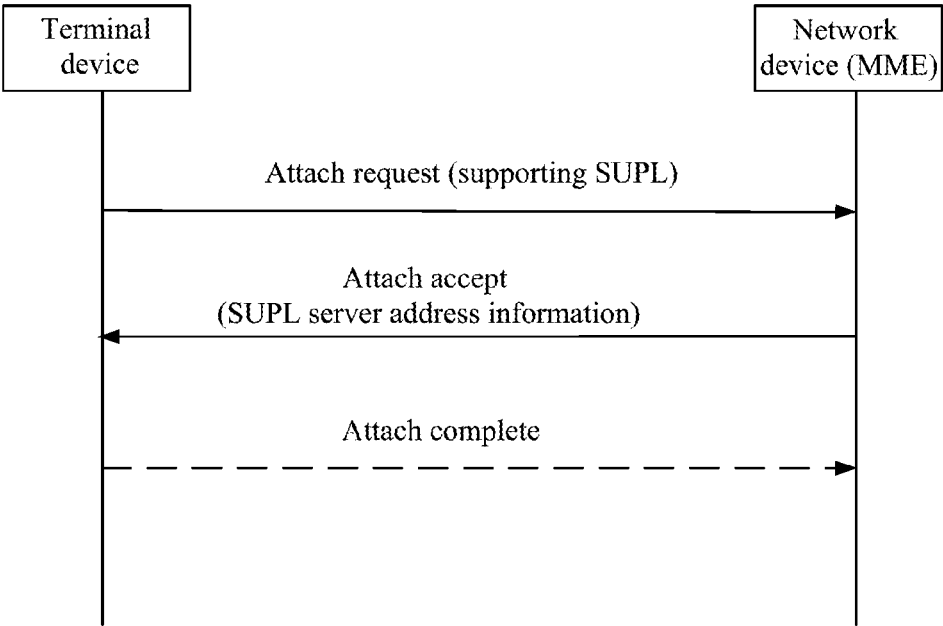 Terminal
device
Network
device (MME)
Attach request (supporting SUPL)
Attach accept
(SUPL server address information)
Attach complete